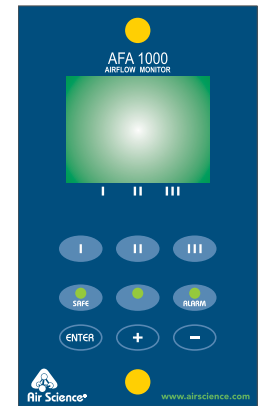 AFA 1000
AIRFLOW MONITOR
I II III
I II III
SAFE ALARM
ENTER + −
Air Science®
www.airscience.com